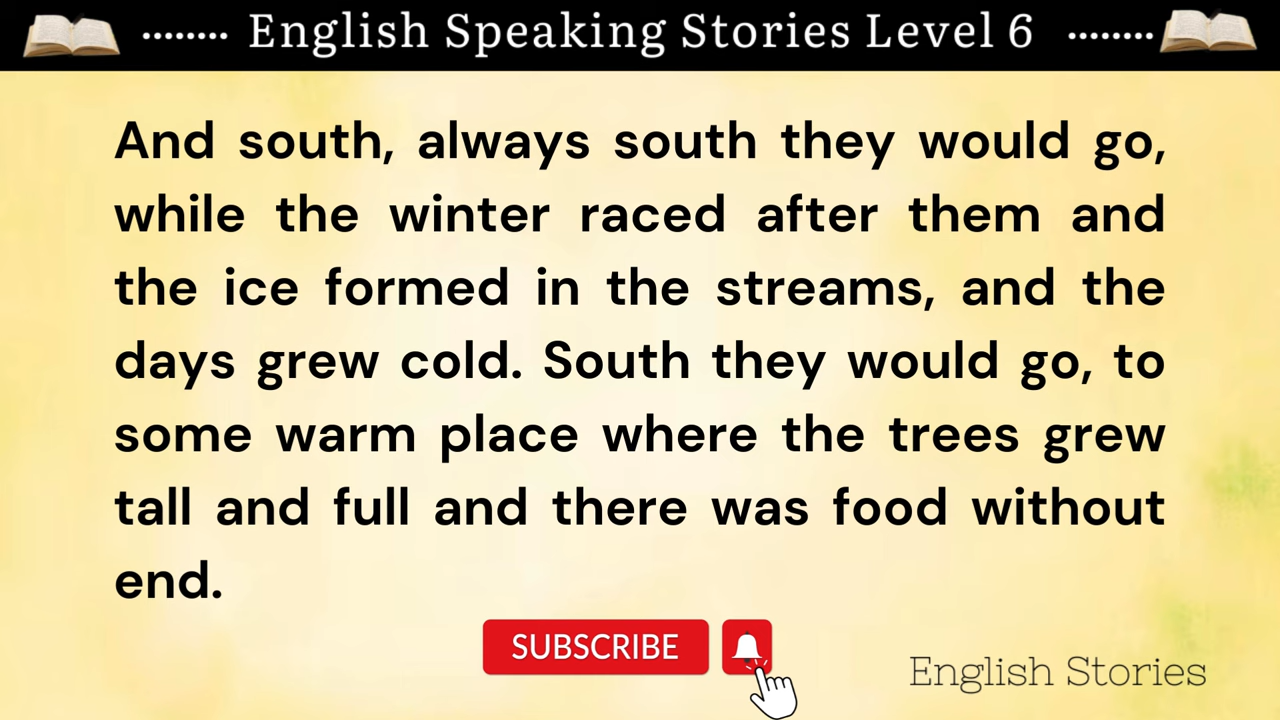 ........ English Speaking Stories Level 6 ........
And south, always south they would go,
while the winter raced after them and
the ice formed in the streams, and the
days grew cold. South they would go, to
some warm place where the trees grew
tall and full and there was food without
end.
SUBSCRIBE
English Stories